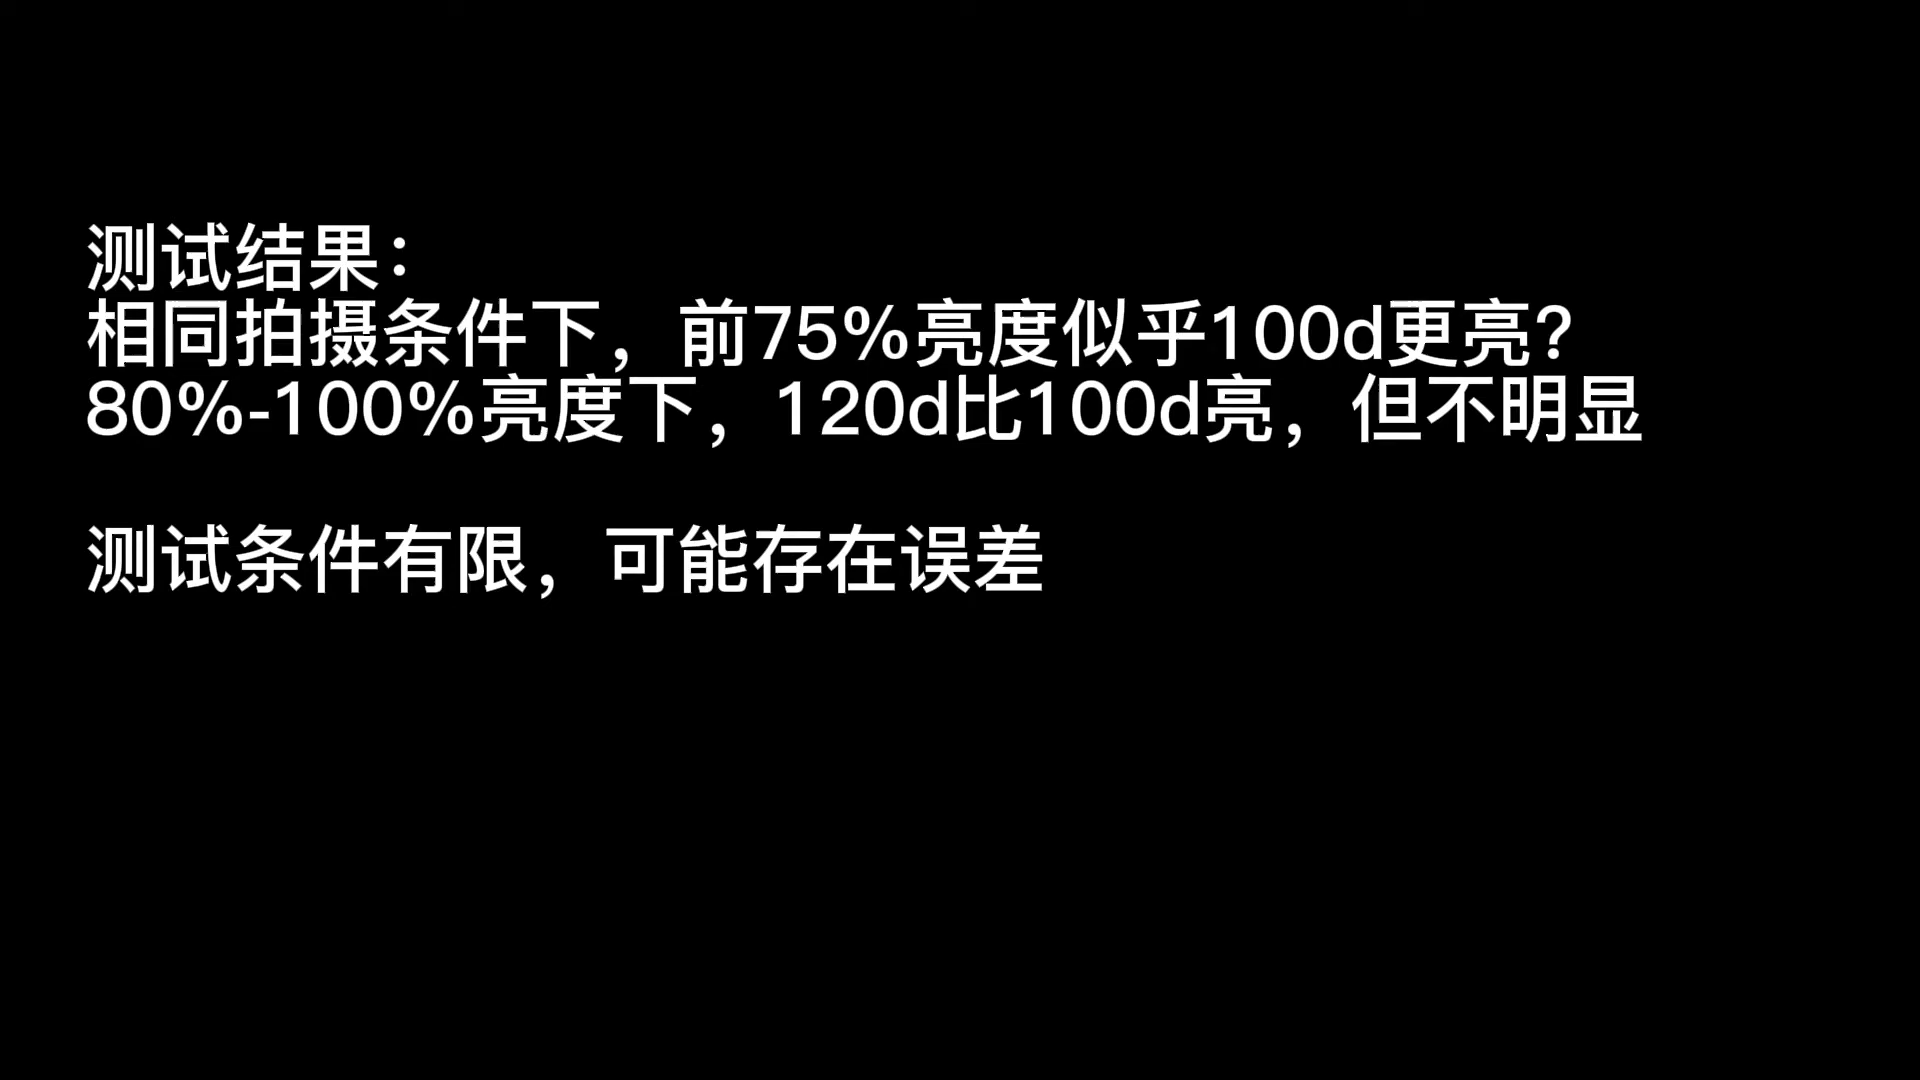 测试结果：
相同拍摄条件下，前75%亮度似乎100d更亮？
80%-100%亮度下，120d比100d亮，但不明显
测试条件有限，可能存在误差